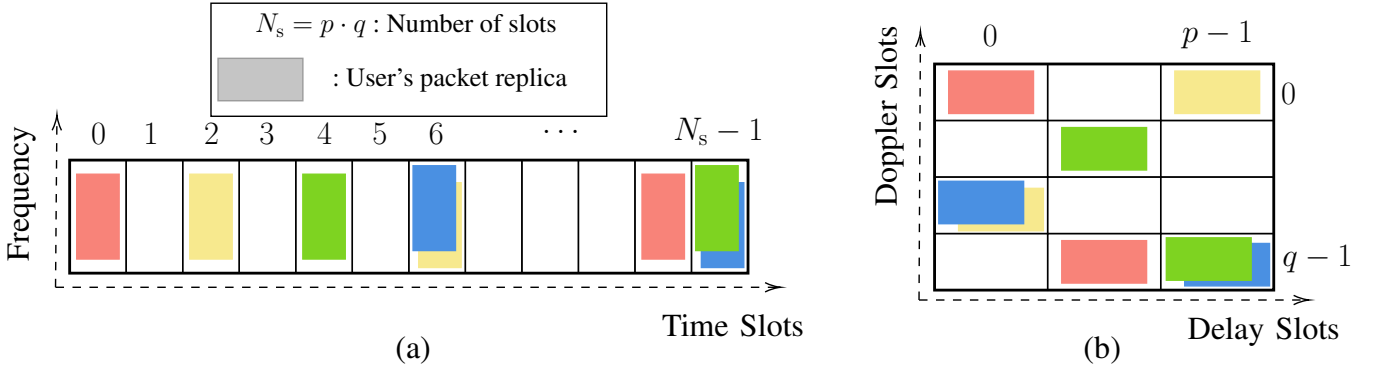 N_s = p · q : Number of slots
: User's packet replica
0 1 2 3 4 5 6 ··· N_s − 1
Frequency
Time Slots
(a)
0 p − 1
Doppler Slots
0
q − 1
Delay Slots
(b)